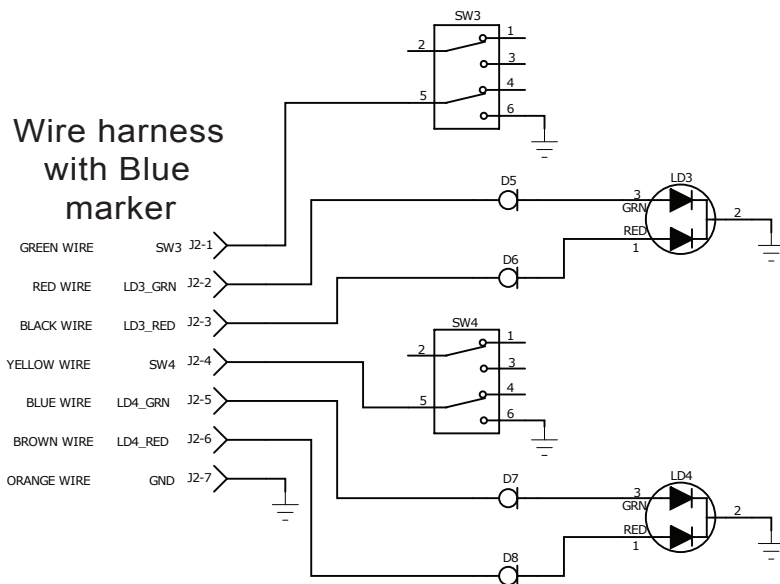 SW3
1
2
3
4
5
6
Wire harness
with Blue
marker
D5
3
GRN
LD3
2
RED
1
D6
GREEN WIRE SW3 J2-1
RED WIRE LD3_GRN J2-2
BLACK WIRE LD3_RED J2-3
YELLOW WIRE SW4 J2-4
BLUE WIRE LD4_GRN J2-5
BROWN WIRE LD4_RED J2-6
ORANGE WIRE GND J2-7
SW4
1
2
3
4
5
6
D7
3
GRN
LD4
2
RED
1
D8